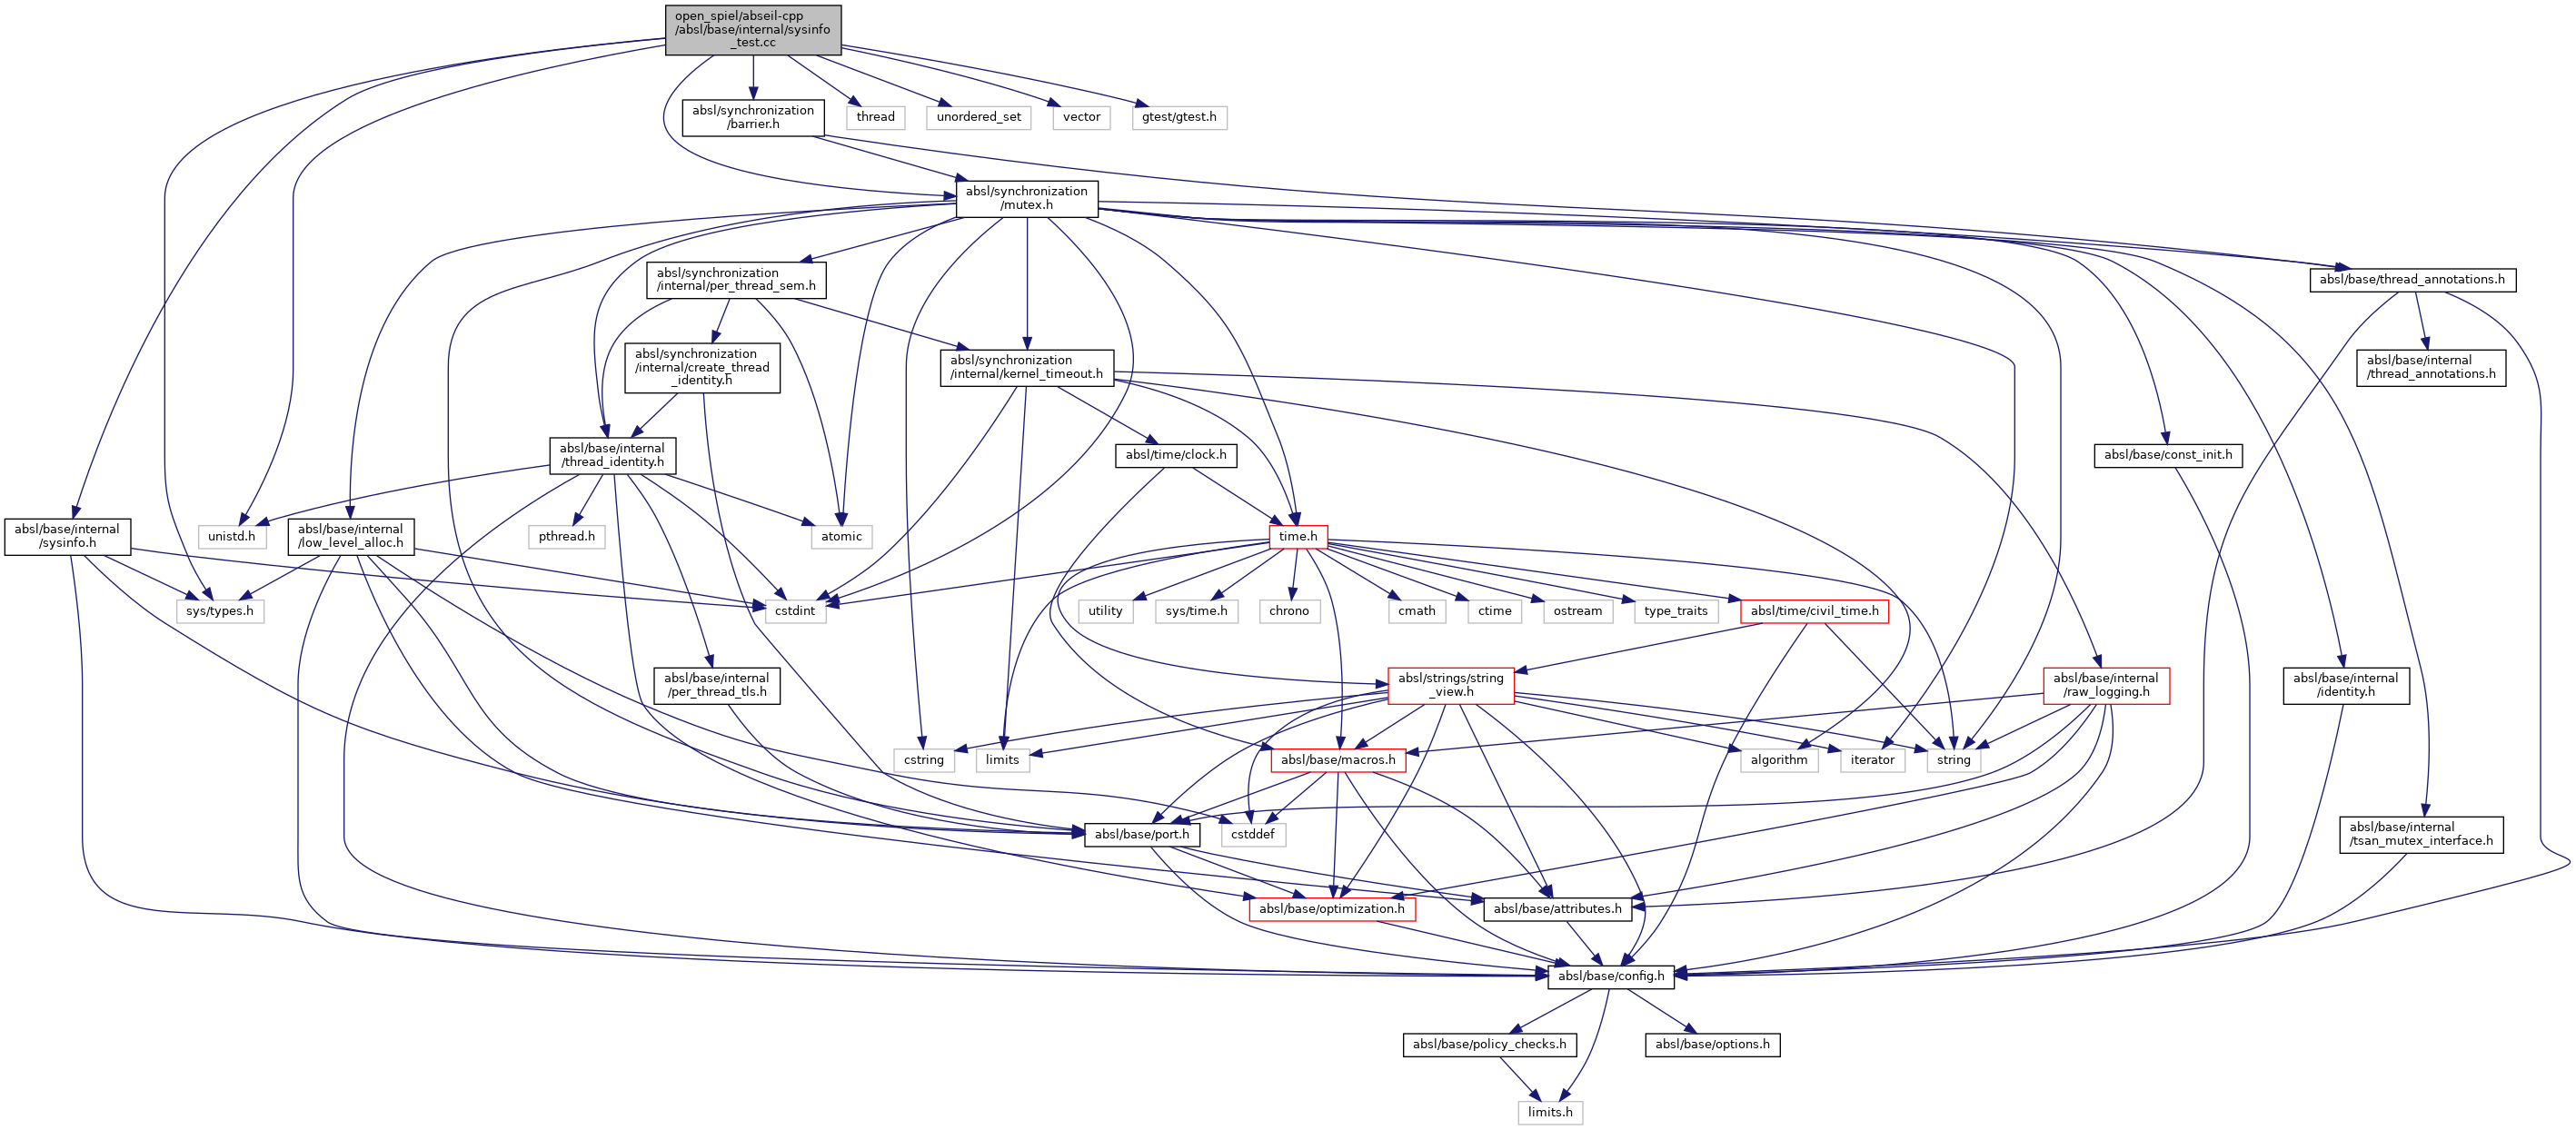 open_spiel/abseil-cpp
/absl/base/internal/sysinfo
_test.cc
absl/synchronization
/barrier.h
thread
unordered_set
vector
gtest/gtest.h
absl/synchronization
/mutex.h
absl/synchronization
/internal/per_thread_sem.h
absl/base/thread_annotations.h
absl/synchronization
/internal/create_thread
_identity.h
absl/synchronization
/internal/kernel_timeout.h
absl/base/internal
/thread_annotations.h
absl/base/internal
/thread_identity.h
absl/time/clock.h
absl/base/const_init.h
absl/base/internal
/sysinfo.h
unistd.h
absl/base/internal
/low_level_alloc.h
pthread.h
atomic
time.h
sys/types.h
cstdint
utility
sys/time.h
chrono
cmath
ctime
ostream
type_traits
absl/time/civil_time.h
absl/base/internal
/per_thread_tls.h
absl/strings/string
_view.h
absl/base/internal
/raw_logging.h
absl/base/internal
/identity.h
cstring
limits
absl/base/macros.h
algorithm
iterator
string
absl/base/port.h
cstddef
absl/base/internal
/tsan_mutex_interface.h
absl/base/optimization.h
absl/base/attributes.h
absl/base/config.h
absl/base/policy_checks.h
absl/base/options.h
limits.h